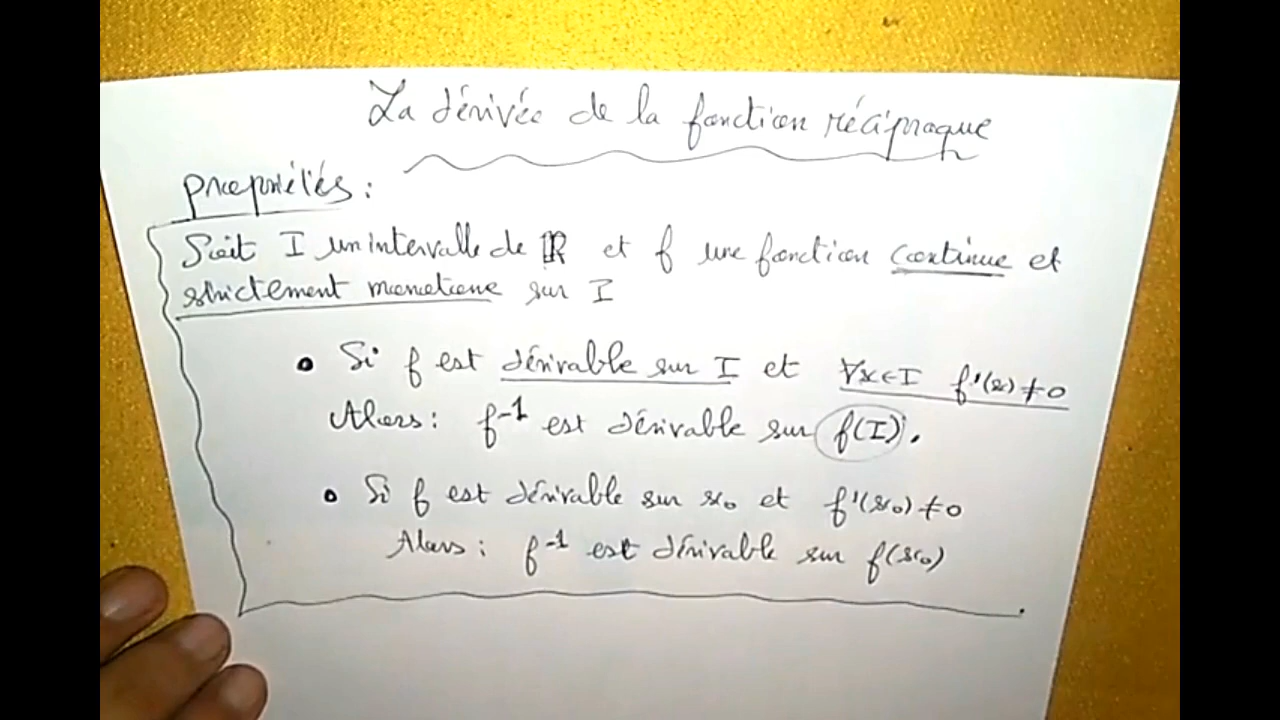 La dérivée de la fonction réciproque
propriétés :
Soit I un intervalle de ℝ et f une fonction continue et
strictement monotone sur I
• Si f est dérivable sur I et ∀x∈I f'(x)≠0
Alors : f⁻¹ est dérivable sur f(I).
• Si f est dérivable sur x₀ et f'(x₀)≠0
Alors : f⁻¹ est dérivable sur f(x₀)